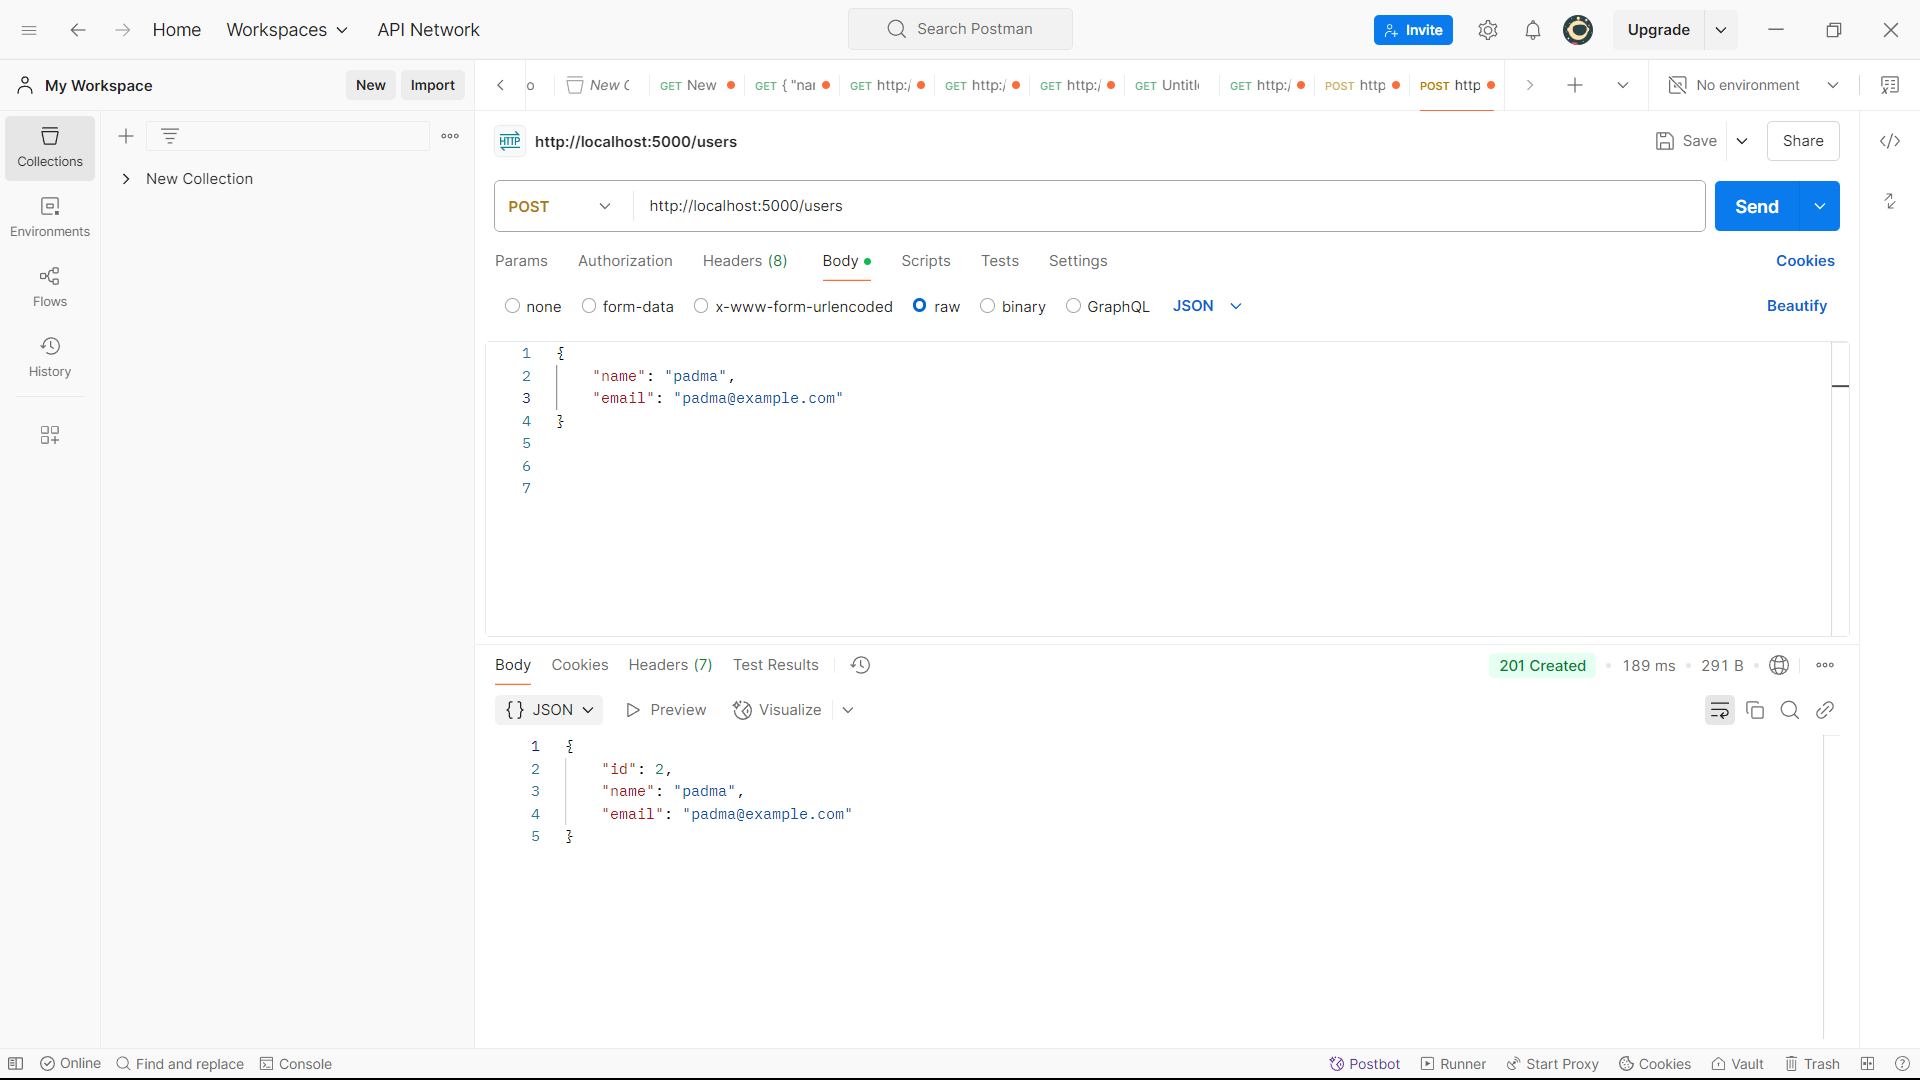 Home Workspaces API Network Search Postman Invite Upgrade
My Workspace New Import o New C GET New GET { "nar GET http:/ GET http:/ GET http:/ GET Untitle GET http:/ POST http POST http No environment
Collections
Environments
Flows
History
New Collection
HTTP http://localhost:5000/users Save Share
POST http://localhost:5000/users Send
Params Authorization Headers (8) Body Scripts Tests Settings Cookies
none form-data x-www-form-urlencoded raw binary GraphQL JSON Beautify
1 {
2 "name": "padma",
3 "email": "padma@example.com"
4 }
5
6
7
Body Cookies Headers (7) Test Results 201 Created 189 ms 291 B
{} JSON Preview Visualize
1 {
2 "id": 2,
3 "name": "padma",
4 "email": "padma@example.com"
5 }
Online Find and replace Console Postbot Runner Start Proxy Cookies Vault Trash